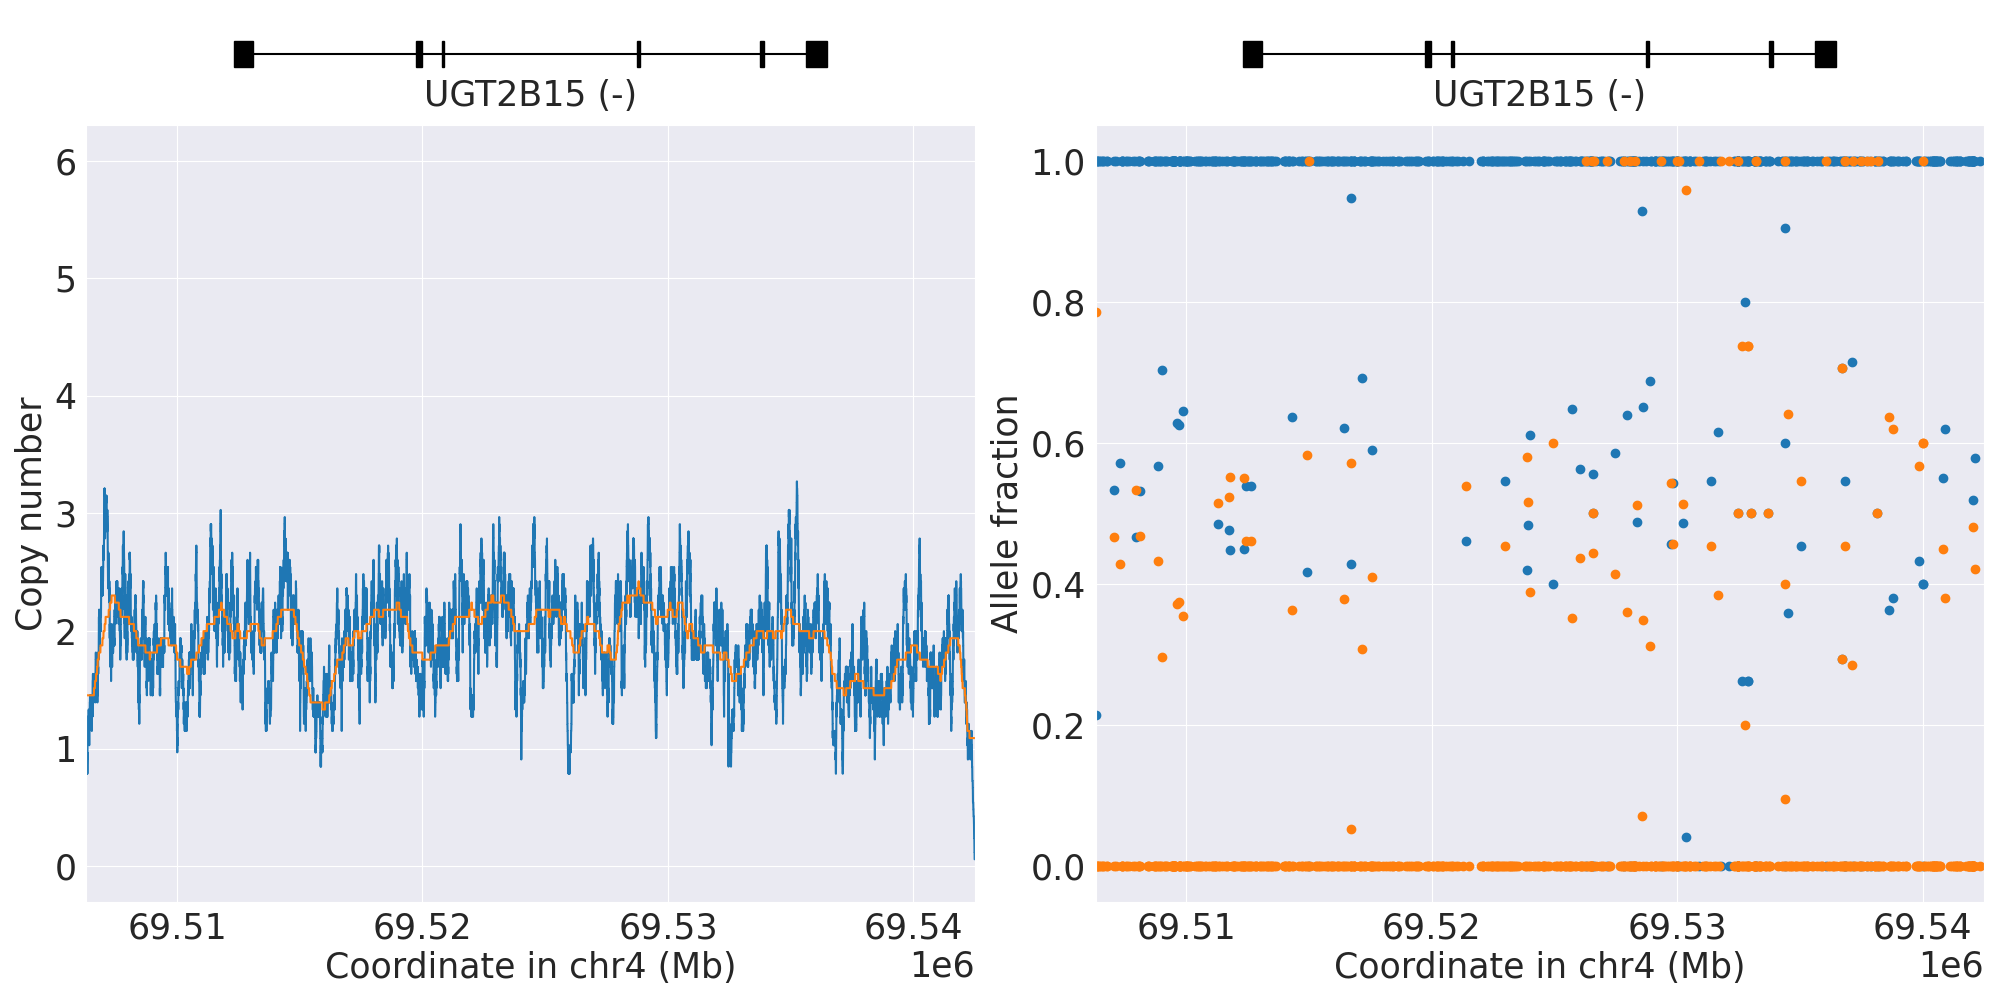 UGT2B15 (-)
6
5
4
3
2
1
0
Copy number
69.51 69.52 69.53 69.54
Coordinate in chr4 (Mb)
1e6
UGT2B15 (-)
1.0
0.8
0.6
0.4
0.2
0.0
Allele fraction
69.51 69.52 69.53 69.54
Coordinate in chr4 (Mb)
1e6